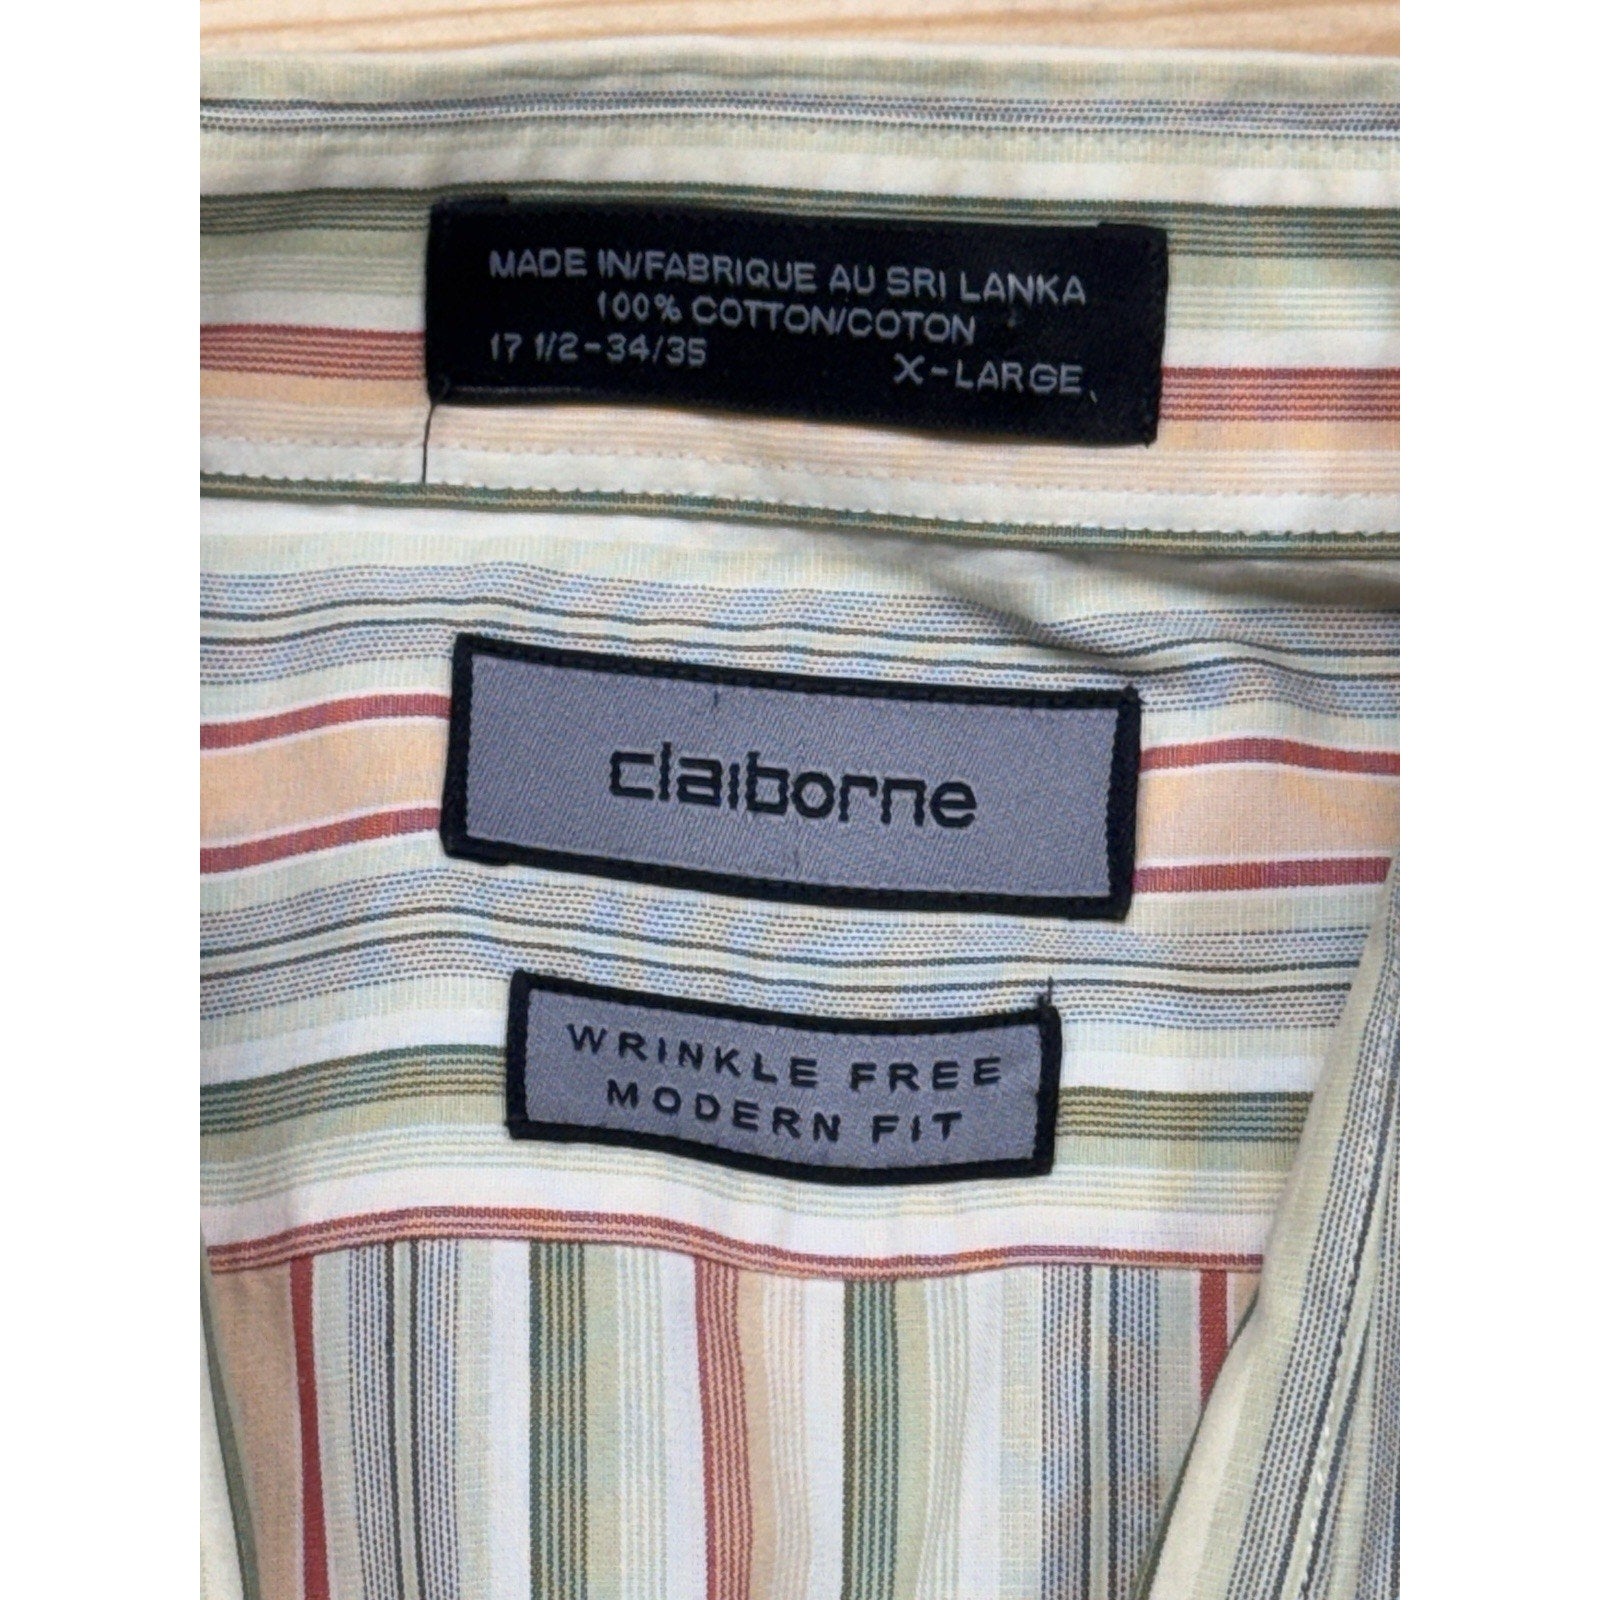 MADE IN/FABRIQUE AU SRI LANKA
100% COTTON/COTON
17 1/2-34/35 X-LARGE
claiborne
WRINKLE FREE
MODERN FIT